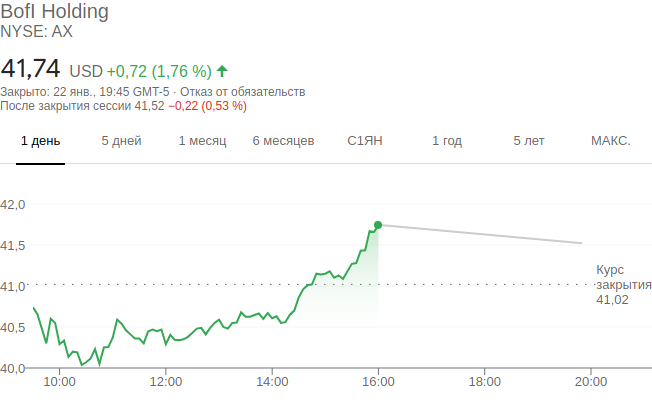 BofI Holding
NYSE: AX
41,74 USD +0,72 (1,76 %)
Закрыто: 22 янв., 19:45 GMT-5 · Отказ от обязательств
После закрытия сессии 41,52 −0,22 (0,53 %)
1 день 5 дней 1 месяц 6 месяцев С1ЯН 1 год 5 лет МАКС.
42,0
41,5
41,0
40,5
40,0
Курс
закрытия
41,02
10:00 12:00 14:00 16:00 18:00 20:00